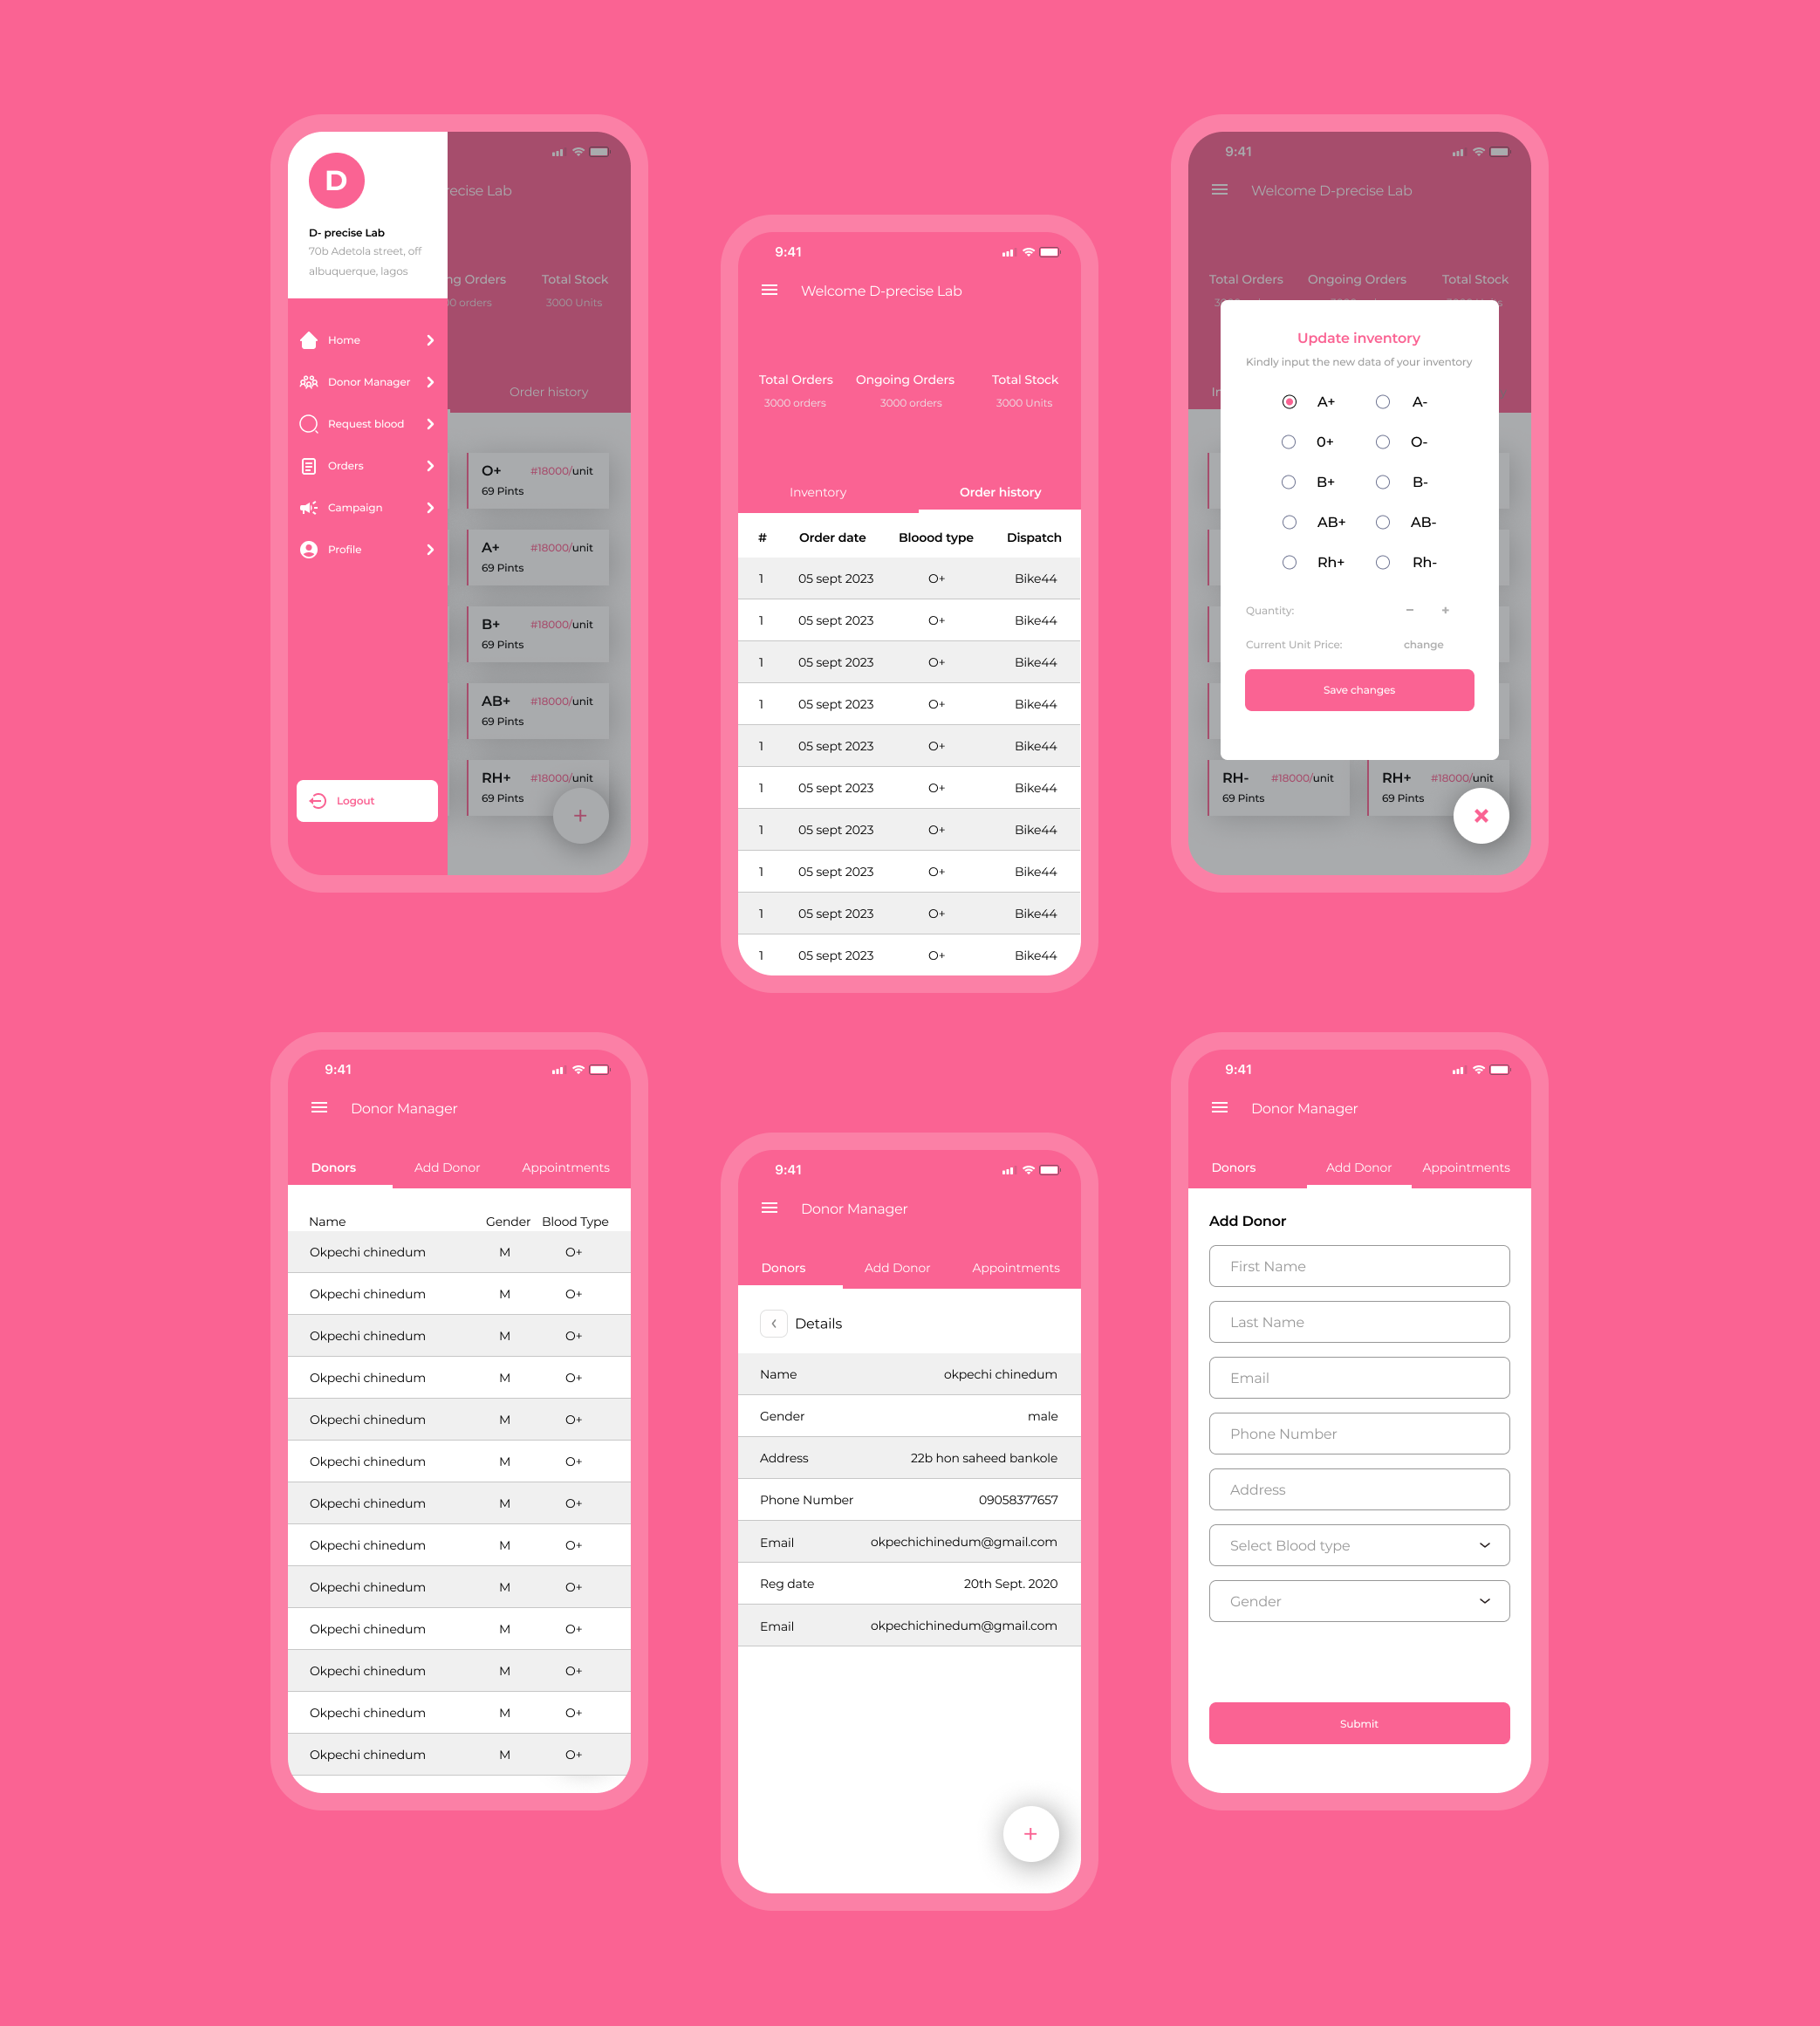 D
D- precise Lab
70b Adetola street, off
albuquerque, lagos
Home
Donor Manager
Request blood
Orders
Campaign
Profile
Logout
recise Lab
ng Orders Total Stock
0 orders 3000 Units
Order history
O+ #18000/unit
69 Pints
A+ #18000/unit
69 Pints
B+ #18000/unit
69 Pints
AB+ #18000/unit
69 Pints
RH+ #18000/unit
69 Pints
+
9:41
Welcome D-precise Lab
Total Orders Ongoing Orders Total Stock
3000 orders 3000 orders 3000 Units
Inventory Order history
# Order date Bloood type Dispatch
1 05 sept 2023 O+ Bike44
1 05 sept 2023 O+ Bike44
1 05 sept 2023 O+ Bike44
1 05 sept 2023 O+ Bike44
1 05 sept 2023 O+ Bike44
1 05 sept 2023 O+ Bike44
1 05 sept 2023 O+ Bike44
1 05 sept 2023 O+ Bike44
1 05 sept 2023 O+ Bike44
1 05 sept 2023 O+ Bike44
9:41
Welcome D-precise Lab
Total Orders Ongoing Orders Total Stock
Update inventory
Kindly input the new data of your inventory
A+ A-
0+ O-
B+ B-
AB+ AB-
Rh+ Rh-
Quantity: − +
Current Unit Price: change
Save changes
RH- #18000/unit RH+ #18000/unit
69 Pints 69 Pints
9:41
Donor Manager
Donors Add Donor Appointments
Name Gender Blood Type
Okpechi chinedum M O+
Okpechi chinedum M O+
Okpechi chinedum M O+
Okpechi chinedum M O+
Okpechi chinedum M O+
Okpechi chinedum M O+
Okpechi chinedum M O+
Okpechi chinedum M O+
Okpechi chinedum M O+
Okpechi chinedum M O+
Okpechi chinedum M O+
Okpechi chinedum M O+
Okpechi chinedum M O+
9:41
Donor Manager
Donors Add Donor Appointments
Details
Name okpechi chinedum
Gender male
Address 22b hon saheed bankole
Phone Number 09058377657
Email okpechichinedum@gmail.com
Reg date 20th Sept. 2020
Email okpechichinedum@gmail.com
+
9:41
Donor Manager
Donors Add Donor Appointments
Add Donor
First Name
Last Name
Email
Phone Number
Address
Select Blood type
Gender
Submit